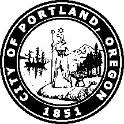 CITY OF PORTLAND, OREGON
1851